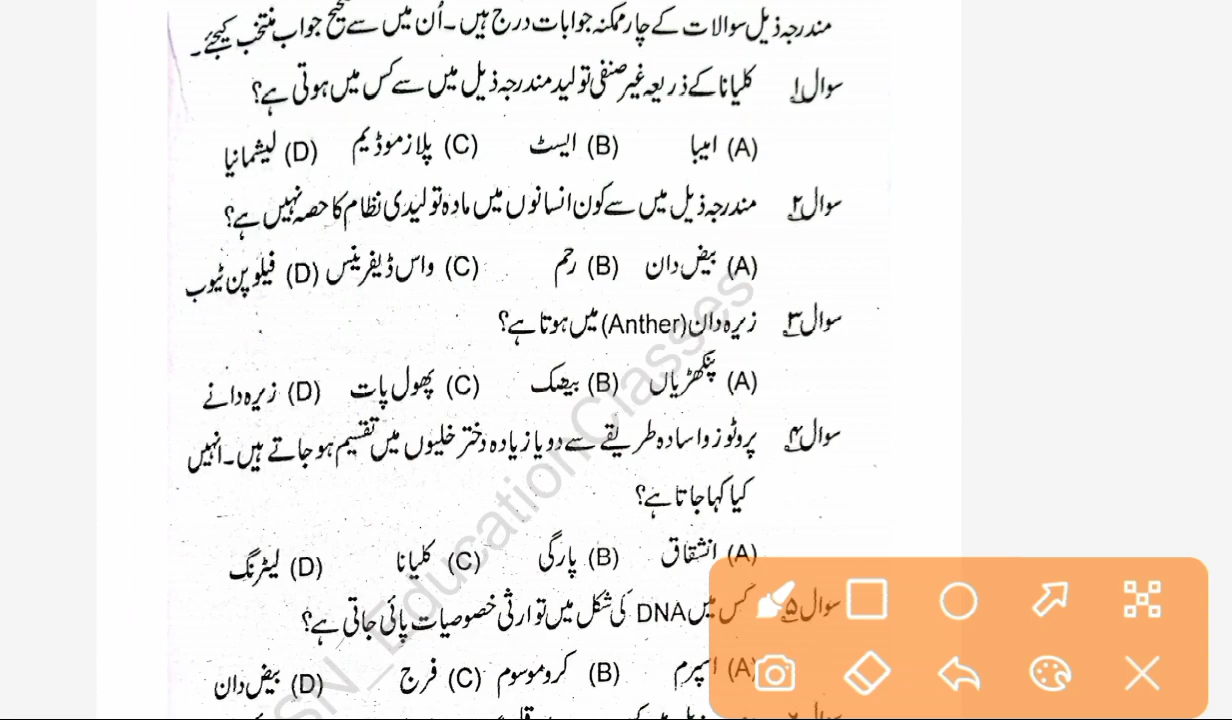 مندرجہ ذیل سوالات کے چار ممکنہ جوابات درج ہیں۔ اُن میں سے صحیح جواب منتخب کیجئے۔
سوال۱ کلیانا کے ذریعہ غیر صنفی تولید مندرجہ ذیل میں سے کس میں ہوتی ہے؟
(A) امیبا (B) ایسٹ (C) پلازموڈیم (D) لیشمانیا
سوال۲ مندرجہ ذیل میں سے کون انسانوں میں مادہ تولیدی نظام کا حصہ نہیں ہے؟
(A) بیض دان (B) رحم (C) واس ڈیفرینس (D) فیلوپن ٹیوب
سوال۳ زیرہ دان (Anther) میں ہوتا ہے؟
(A) پنکھڑیاں (B) بیضک (C) پھول پات (D) زیرہ دانے
سوال۴ پروٹوزوا سادہ طریقے سے دو یا زیادہ دختر خلیوں میں تقسیم ہو جاتے ہیں۔ انہیں
کیا کہا جاتا ہے؟
(A) انشقاق (B) پارگی (C) کلیانا (D) لیئرنگ
سوال۵ کس میں DNA کی شکل میں توارثی خصوصیات پائی جاتی ہے؟
(A) اسپرم (B) کروموسوم (C) فرج (D) بیض دان
SN_Education Classes